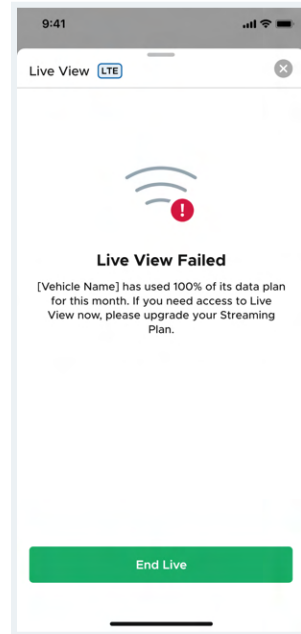 9:41
Live View LTE
Live View Failed
[Vehicle Name] has used 100% of its data plan
for this month. If you need access to Live
View now, please upgrade your Streaming
Plan.
End Live